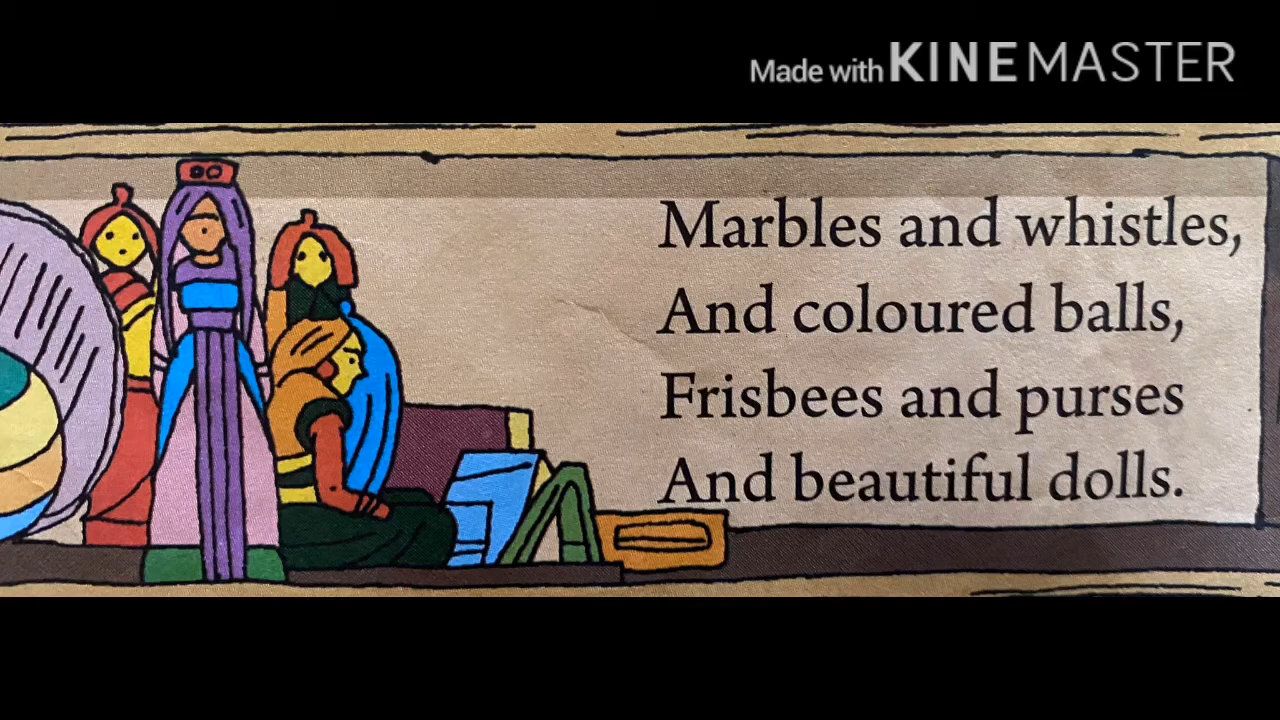 Made with KINEMASTER
Marbles and whistles,
And coloured balls,
Frisbees and purses
And beautiful dolls.